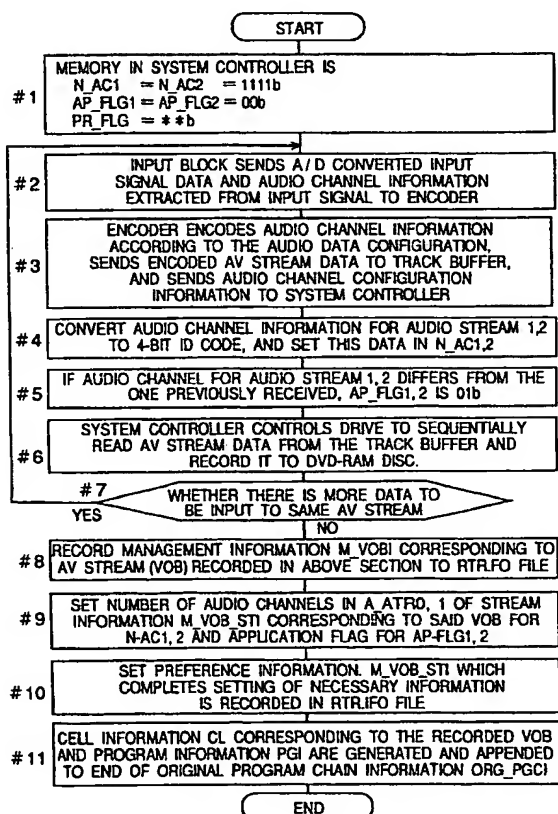 START
MEMORY IN SYSTEM CONTROLLER IS
N_AC1 = N_AC2 = 1111b
#1 AP_FLG1 = AP_FLG2 = 00b
PR_FLG = **b
INPUT BLOCK SENDS A/D CONVERTED INPUT
#2 SIGNAL DATA AND AUDIO CHANNEL INFORMATION
EXTRACTED FROM INPUT SIGNAL TO ENCODER
ENCODER ENCODES AUDIO CHANNEL INFORMATION
ACCORDING TO THE AUDIO DATA CONFIGURATION,
#3 SENDS ENCODED AV STREAM DATA TO TRACK BUFFER,
AND SENDS AUDIO CHANNEL CONFIGURATION
INFORMATION TO SYSTEM CONTROLLER
#4 CONVERT AUDIO CHANNEL INFORMATION FOR AUDIO STREAM 1,2
TO 4-BIT ID CODE, AND SET THIS DATA IN N_AC1,2
#5 IF AUDIO CHANNEL FOR AUDIO STREAM 1, 2 DIFFERS FROM THE
ONE PREVIOUSLY RECEIVED, AP_FLG1, 2 IS 01b
SYSTEM CONTROLLER CONTROLS DRIVE TO SEQUENTIALLY
#6 READ AV STREAM DATA FROM THE TRACK BUFFER AND
RECORD IT TO DVD-RAM DISC.
#7 WHETHER THERE IS MORE DATA TO
YES BE INPUT TO SAME AV STREAM
NO
#8 RECORD MANAGEMENT INFORMATION M_VOBI CORRESPONDING TO
AV STREAM (VOB) RECORDED IN ABOVE SECTION TO RTR.IFO FILE
SET NUMBER OF AUDIO CHANNELS IN A_ATR0, 1 OF STREAM
#9 INFORMATION M_VOB_STI CORRESPONDING TO SAID VOB FOR
N-AC1, 2 AND APPLICATION FLAG FOR AP-FLG1, 2
SET PREFERENCE INFORMATION. M_VOB_STI WHICH
#10 COMPLETES SETTING OF NECESSARY INFORMATION
IS RECORDED IN RTR.IFO FILE
CELL INFORMATION CL CORRESPONDING TO THE RECORDED VOB
#11 AND PROGRAM INFORMATION PGI ARE GENERATED AND APPENDED
TO END OF ORIGINAL PROGRAM CHAIN INFORMATION ORG_PGCI
END